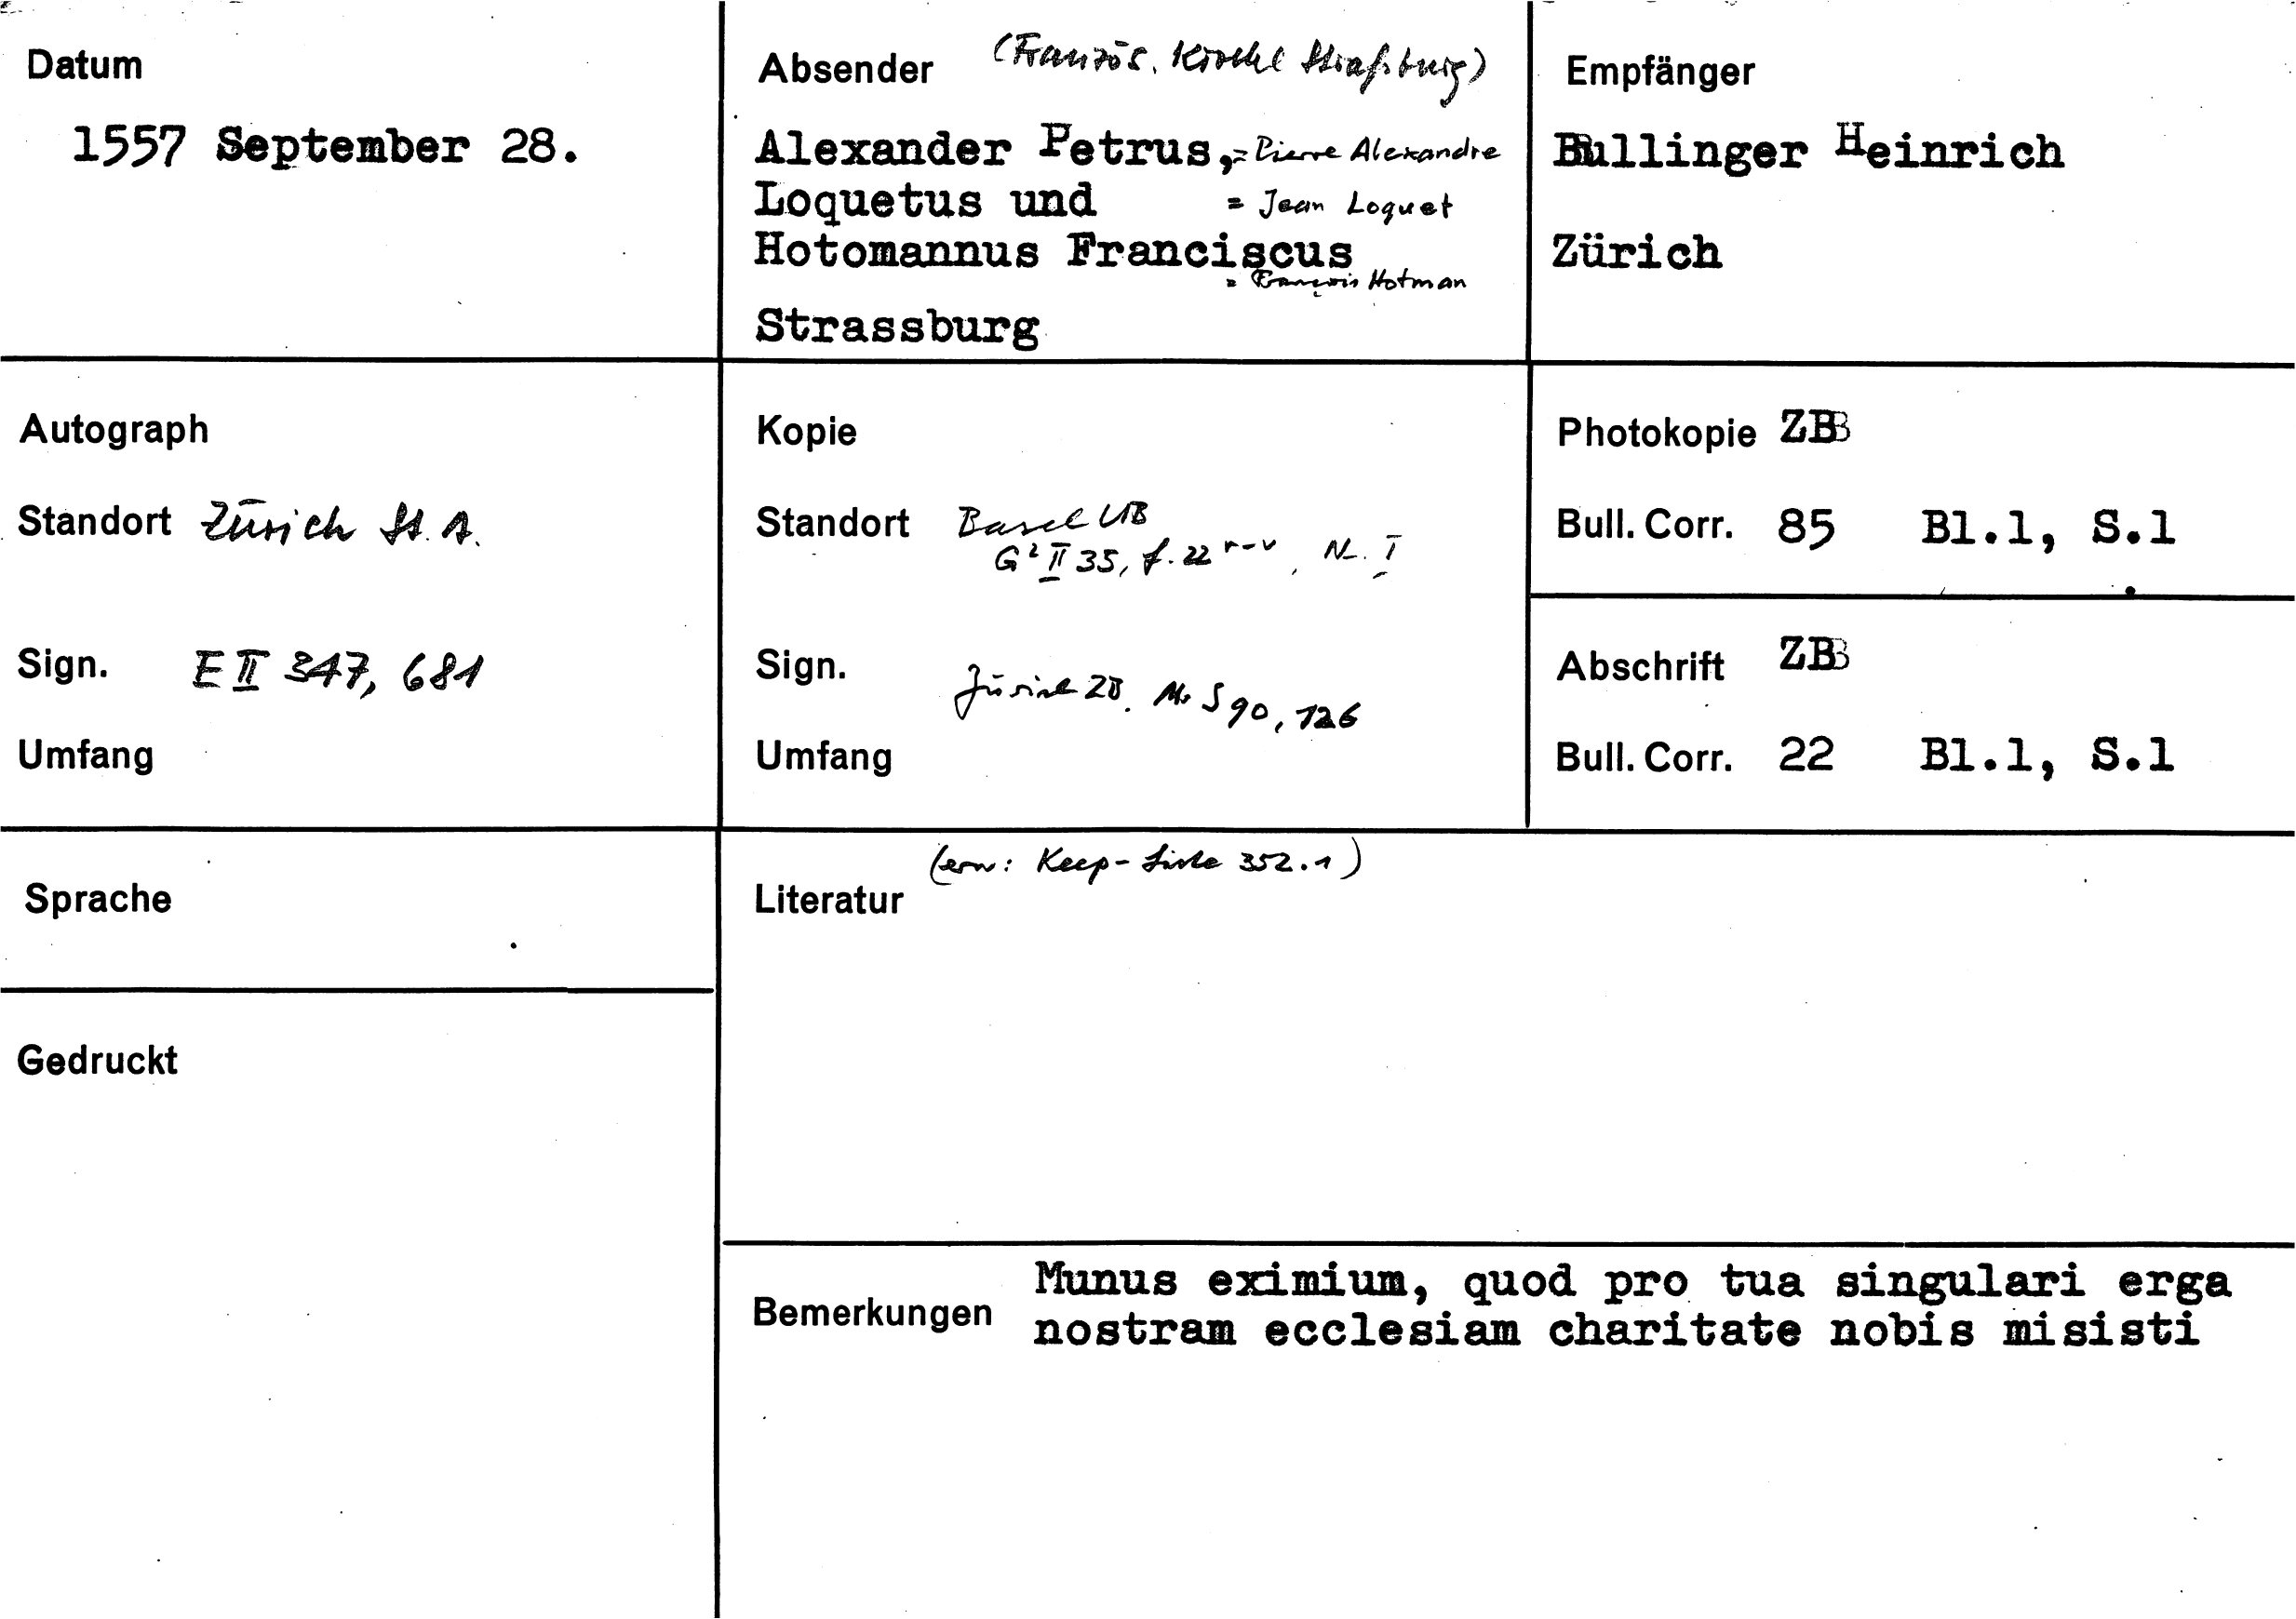 Datum
1557 September 28.
Absender (Französ. Kirche Straßburg)
Alexander Petrus, = Pierre Alexandre
Loquetus und = Jean Loquet
Hotomannus Franciscus
= François Hotman
Strassburg
Empfänger
Bullinger Heinrich
Zürich
Autograph
Standort Zürich St. A.
Sign. E II 347, 681
Umfang
Kopie
Standort Basel UB
G² II 35, f. 22 r-v, N. I
Sign.
Zürich ZB. Ms S 90, 126
Umfang
Photokopie ZB
Bull. Corr. 85 Bl.1, S.1
Abschrift ZB
Bull. Corr. 22 Bl.1, S.1
Sprache
Gedruckt
(erw: Keep-Liste 352.1)
Literatur
Bemerkungen Munus eximium, quod pro tua singulari erga
nostram ecclesiam charitate nobis misisti